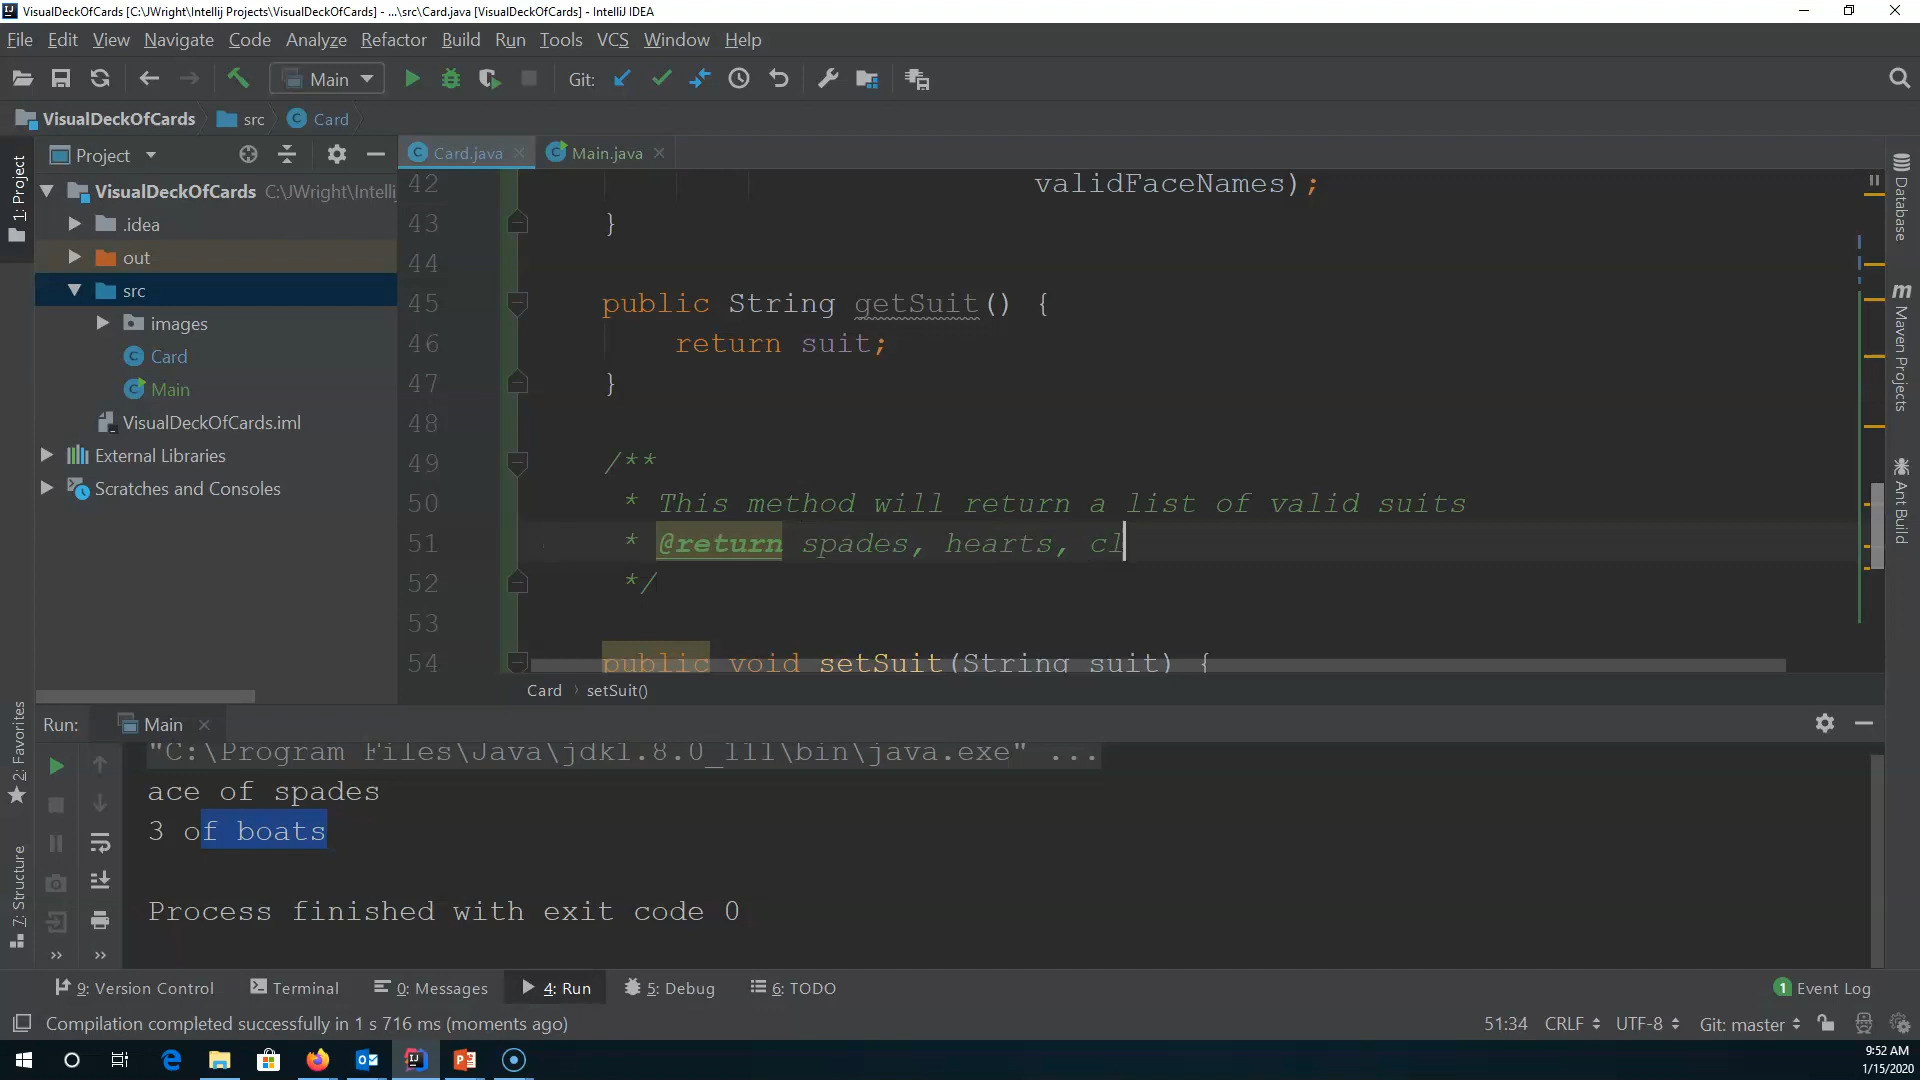 VisualDeckOfCards [C:\JWright\Intellij Projects\VisualDeckOfCards] - ...\src\Card.java [VisualDeckOfCards] - IntelliJ IDEA
File Edit View Navigate Code Analyze Refactor Build Run Tools VCS Window Help
Main Git:
VisualDeckOfCards src Card
Project
Card.java Main.java
1: Project
VisualDeckOfCards C:\JWright\Intellij
.idea
out
src
images
Card
Main
VisualDeckOfCards.iml
External Libraries
Scratches and Consoles
42 validFaceNames);
43 }
44
45 public String getSuit() {
46 return suit;
47 }
48
49 /**
50 * This method will return a list of valid suits
51 * @return spades, hearts, cl
52 */
53
54 public void setSuit(String suit) {
Card › setSuit()
Database
Maven Projects
Ant Build
2: Favorites
7: Structure
Run: Main
"C:\Program Files\Java\jdk1.8.0_111\bin\java.exe" ...
ace of spades
3 of boats
Process finished with exit code 0
9: Version Control Terminal 0: Messages 4: Run 5: Debug 6: TODO 1 Event Log
Compilation completed successfully in 1 s 716 ms (moments ago) 51:34 CRLF UTF-8 Git: master
9:52 AM
1/15/2020